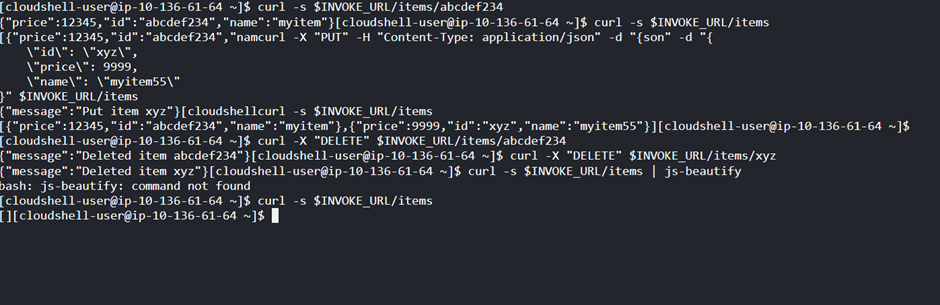 [cloudshell-user@ip-10-136-61-64 ~]$ curl -s $INVOKE_URL/items/abcdef234
{"price":12345,"id":"abcdef234","name":"myitem"}[cloudshell-user@ip-10-136-61-64 ~]$ curl -s $INVOKE_URL/items
[{"price":12345,"id":"abcdef234","namcurl -X "PUT" -H "Content-Type: application/json" -d "{son" -d "{
    \"id\": \"xyz\",
    \"price\": 9999,
    \"name\": \"myitem55\"
}" $INVOKE_URL/items
{"message":"Put item xyz"}[cloudshellcurl -s $INVOKE_URL/items
[{"price":12345,"id":"abcdef234","name":"myitem"},{"price":9999,"id":"xyz","name":"myitem55"}][cloudshell-user@ip-10-136-61-64 ~]$
[cloudshell-user@ip-10-136-61-64 ~]$ curl -X "DELETE" $INVOKE_URL/items/abcdef234
{"message":"Deleted item abcdef234"}[cloudshell-user@ip-10-136-61-64 ~]$ curl -X "DELETE" $INVOKE_URL/items/xyz
{"message":"Deleted item xyz"}[cloudshell-user@ip-10-136-61-64 ~]$ curl -s $INVOKE_URL/items | js-beautify
bash: js-beautify: command not found
[cloudshell-user@ip-10-136-61-64 ~]$ curl -s $INVOKE_URL/items
[][cloudshell-user@ip-10-136-61-64 ~]$